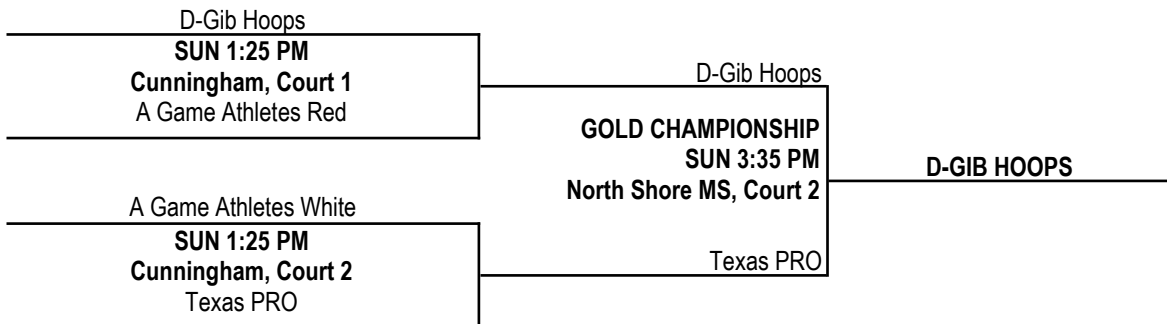 D-Gib Hoops
SUN 1:25 PM
Cunningham, Court 1
A Game Athletes Red
D-Gib Hoops
GOLD CHAMPIONSHIP
SUN 3:35 PM
North Shore MS, Court 2
D-GIB HOOPS
A Game Athletes White
SUN 1:25 PM
Cunningham, Court 2
Texas PRO
Texas PRO